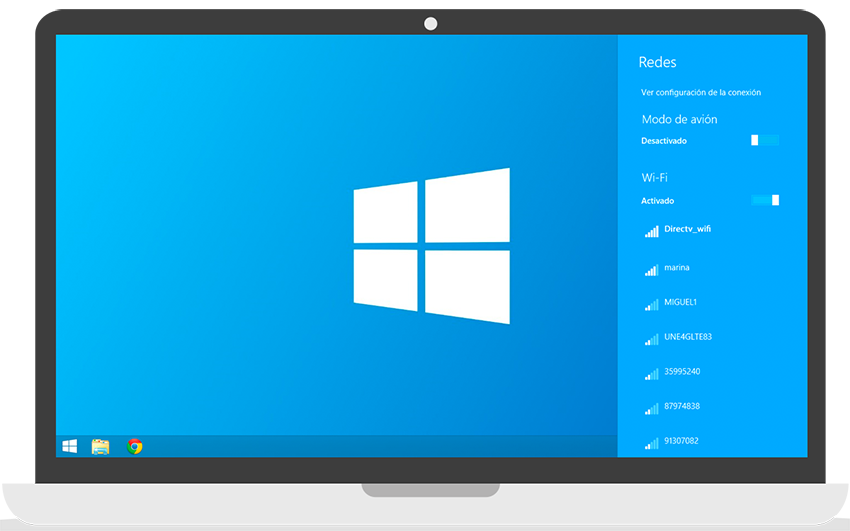 Redes
Ver configuración de la conexión
Modo de avión
Desactivado
Wi-Fi
Activado
Directv_wifi
marina
MIGUEL1
UNE4GLTE83
35995240
87974838
91307082